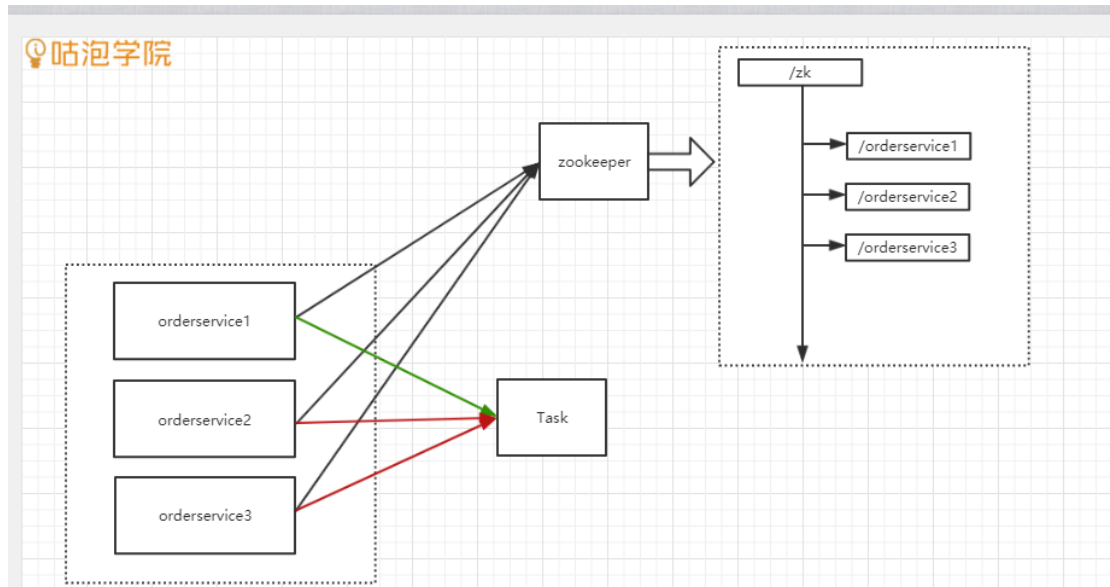 咕泡学院
/zk
/orderservice1
/orderservice2
/orderservice3
zookeeper
orderservice1
orderservice2
orderservice3
Task